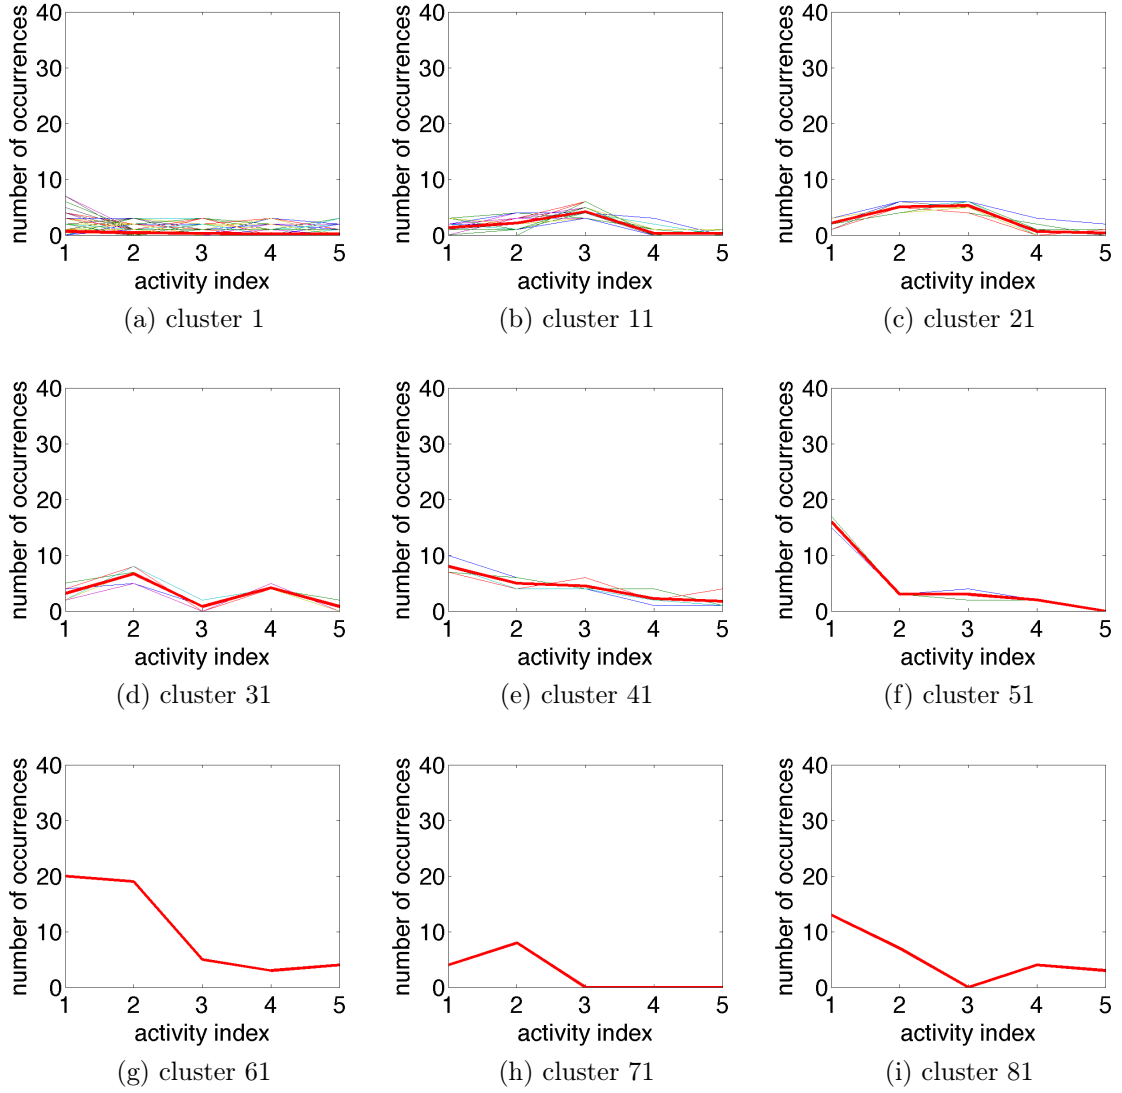 number of occurrences
40
30
20
10
0
1 2 3 4 5
activity index
(a) cluster 1
number of occurrences
40
30
20
10
0
1 2 3 4 5
activity index
(b) cluster 11
number of occurrences
40
30
20
10
0
1 2 3 4 5
activity index
(c) cluster 21
number of occurrences
40
30
20
10
0
1 2 3 4 5
activity index
(d) cluster 31
number of occurrences
40
30
20
10
0
1 2 3 4 5
activity index
(e) cluster 41
number of occurrences
40
30
20
10
0
1 2 3 4 5
activity index
(f) cluster 51
number of occurrences
40
30
20
10
0
1 2 3 4 5
activity index
(g) cluster 61
number of occurrences
40
30
20
10
0
1 2 3 4 5
activity index
(h) cluster 71
number of occurrences
40
30
20
10
0
1 2 3 4 5
activity index
(i) cluster 81